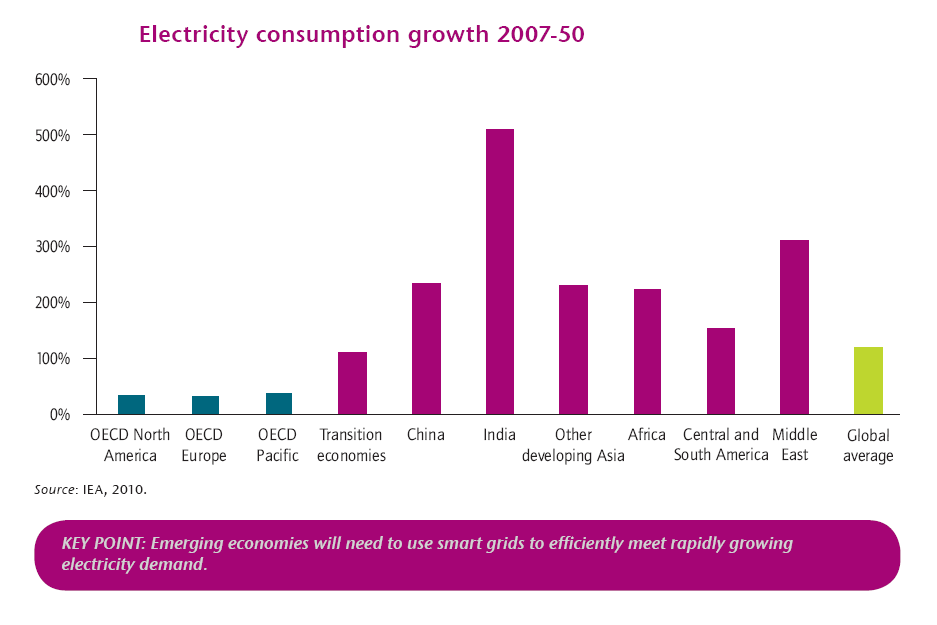 Electricity consumption growth 2007-50
600%
500%
400%
300%
200%
100%
0%
OECD North America
OECD Europe
OECD Pacific
Transition economies
China
India
Other developing Asia
Africa
Central and South America
Middle East
Global average
Source: IEA, 2010.
KEY POINT: Emerging economies will need to use smart grids to efficiently meet rapidly growing
electricity demand.